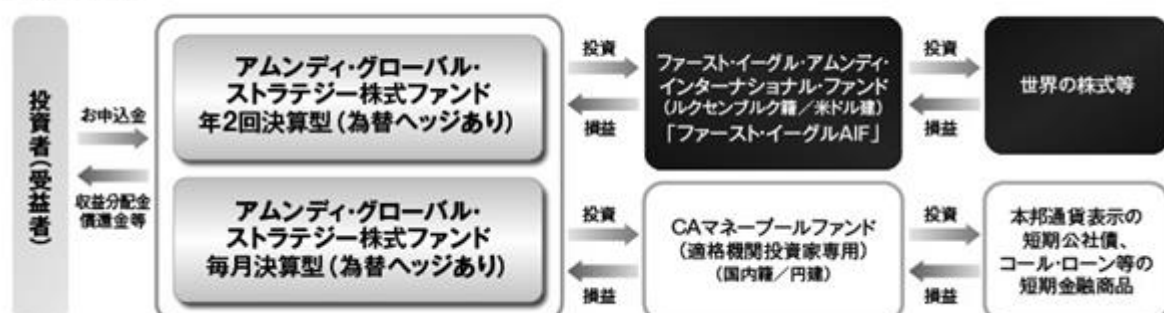 投資者(受益者)
お申込金
収益分配金
償還金等
アムンディ・グローバル・
ストラテジー株式ファンド
年2回決算型(為替ヘッジあり)
アムンディ・グローバル・
ストラテジー株式ファンド
毎月決算型(為替ヘッジあり)
投資
損益
ファースト・イーグル・アムンディ・
インターナショナル・ファンド
(ルクセンブルク籍/米ドル建)
「ファースト・イーグルAIF」
投資
損益
世界の株式等
投資
損益
CAマネープールファンド
(適格機関投資家専用)
(国内籍/円建)
投資
損益
本邦通貨表示の
短期公社債、
コール・ローン等の
短期金融商品